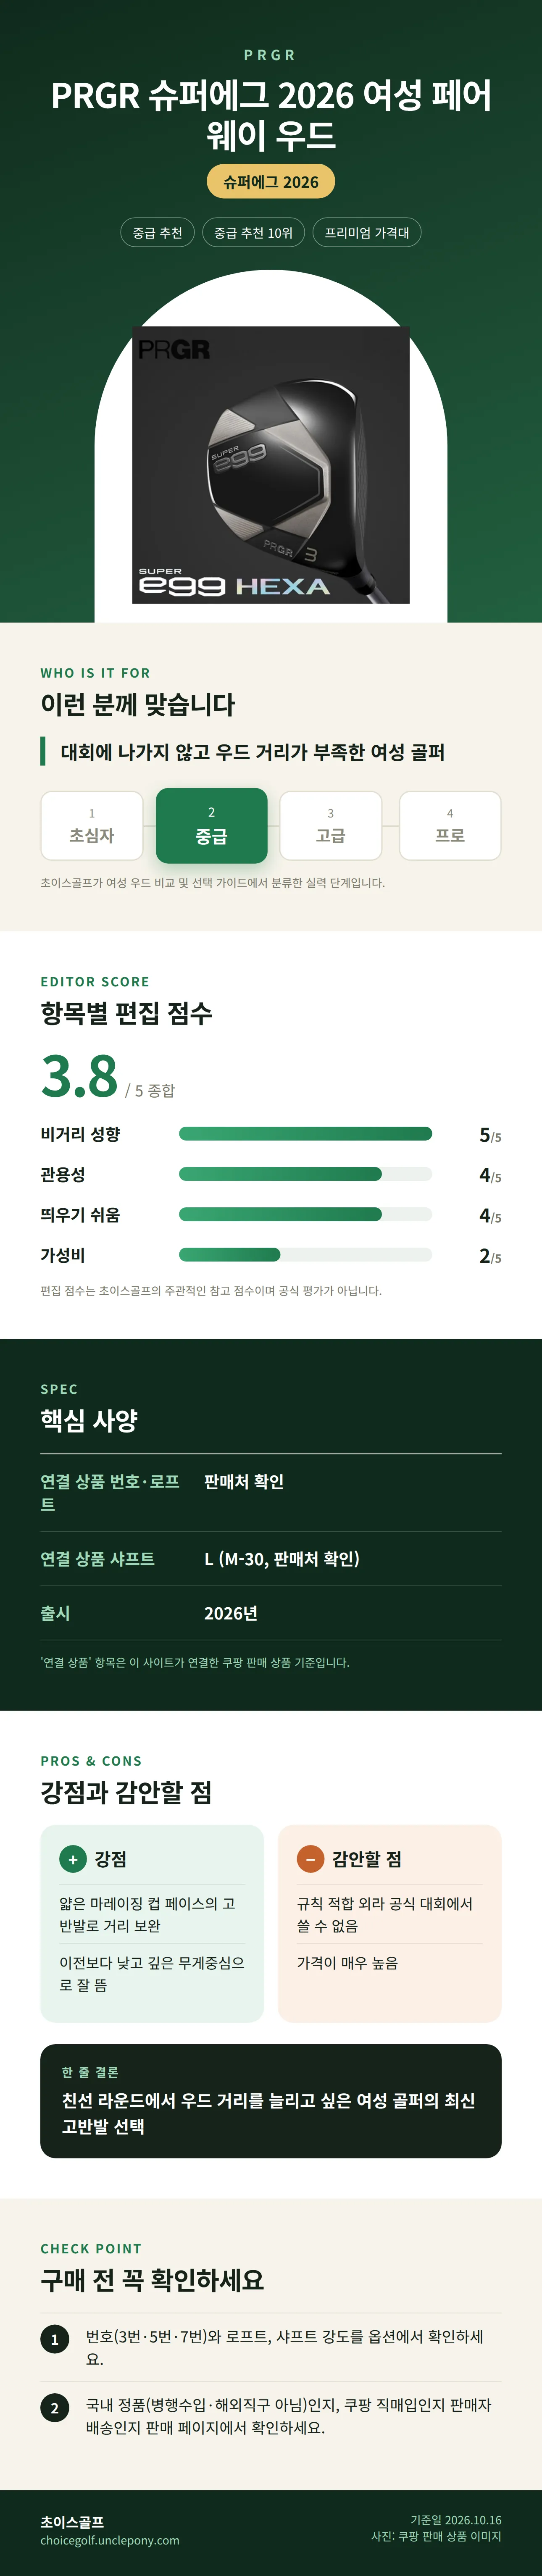 PRGR
PRGR 슈퍼에그 2026 여성 페어
웨이 우드
슈퍼에그 2026
중급 추천
중급 추천 10위
프리미엄 가격대
PRGR
SUPER
egg
PRGR 3
SUPER
egg HEXA
WHO IS IT FOR
이런 분께 맞습니다
대회에 나가지 않고 우드 거리가 부족한 여성 골퍼
1
초심자
2
중급
3
고급
4
프로
초이스골프가 여성 우드 비교 및 선택 가이드에서 분류한 실력 단계입니다.
EDITOR SCORE
항목별 편집 점수
3.8 / 5 종합
비거리 성향 5/5
관용성 4/5
띄우기 쉬움 4/5
가성비 2/5
편집 점수는 초이스골프의 주관적인 참고 점수이며 공식 평가가 아닙니다.
SPEC
핵심 사양
연결 상품 번호·로프
트
판매처 확인
연결 상품 샤프트 L (M-30, 판매처 확인)
출시 2026년
'연결 상품' 항목은 이 사이트가 연결한 쿠팡 판매 상품 기준입니다.
PROS & CONS
강점과 감안할 점
+ 강점
얇은 마레이징 컵 페이스의 고
반발로 거리 보완
이전보다 낮고 깊은 무게중심으
로 잘 뜸
− 감안할 점
규칙 적합 외라 공식 대회에서
쓸 수 없음
가격이 매우 높음
한 줄 결론
친선 라운드에서 우드 거리를 늘리고 싶은 여성 골퍼의 최신
고반발 선택
CHECK POINT
구매 전 꼭 확인하세요
1 번호(3번·5번·7번)와 로프트, 샤프트 강도를 옵션에서 확인하세
요.
2 국내 정품(병행수입·해외직구 아님)인지, 쿠팡 직매입인지 판매자
배송인지 판매 페이지에서 확인하세요.
초이스골프
choicegolf.unclepony.com
기준일 2026.10.16
사진: 쿠팡 판매 상품 이미지